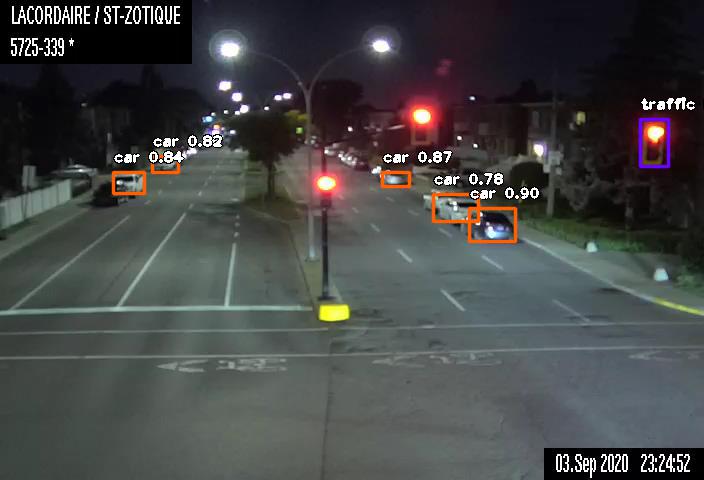 LACORDAIRE / ST-ZOTIQUE
5725-339 *
traffic
car 0.82
car 0.84
car 0.87
car 0.78
car 0.90
03.Sep 2020 23:24:52